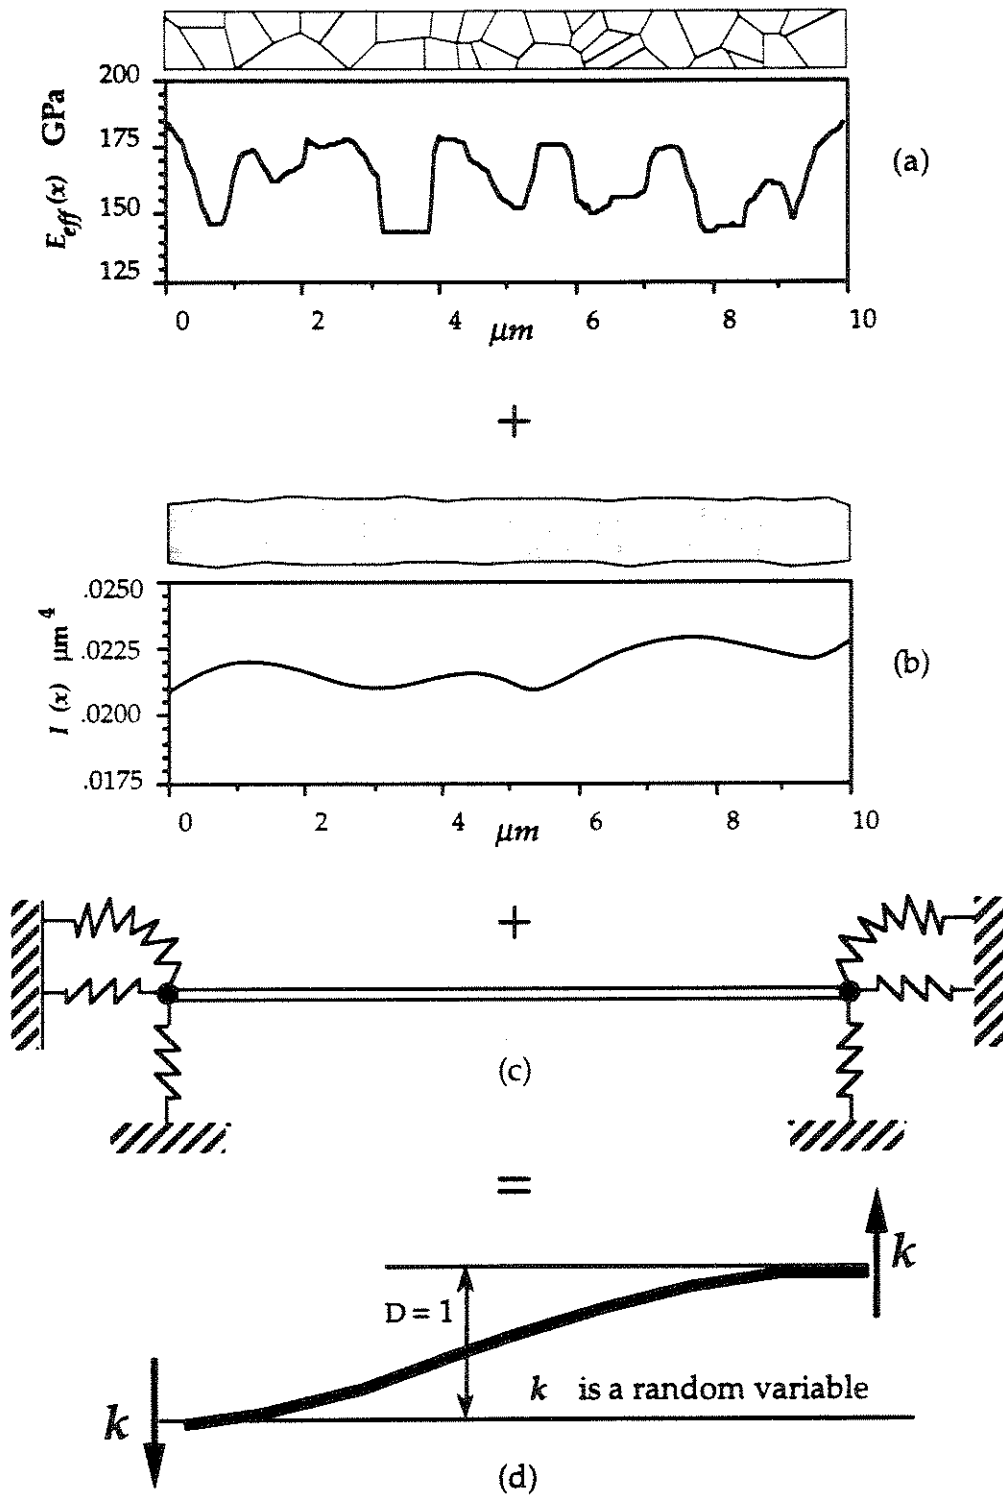 200
175
150
125
E_eff (x) GPa
(a)
0 2 4 6 8 10
μm
+
.0250
.0225
.0200
.0175
I (x) μm^4
(b)
0 2 4 6 8 10
μm
+
(c)
=
k
D = 1
k is a random variable
k
(d)